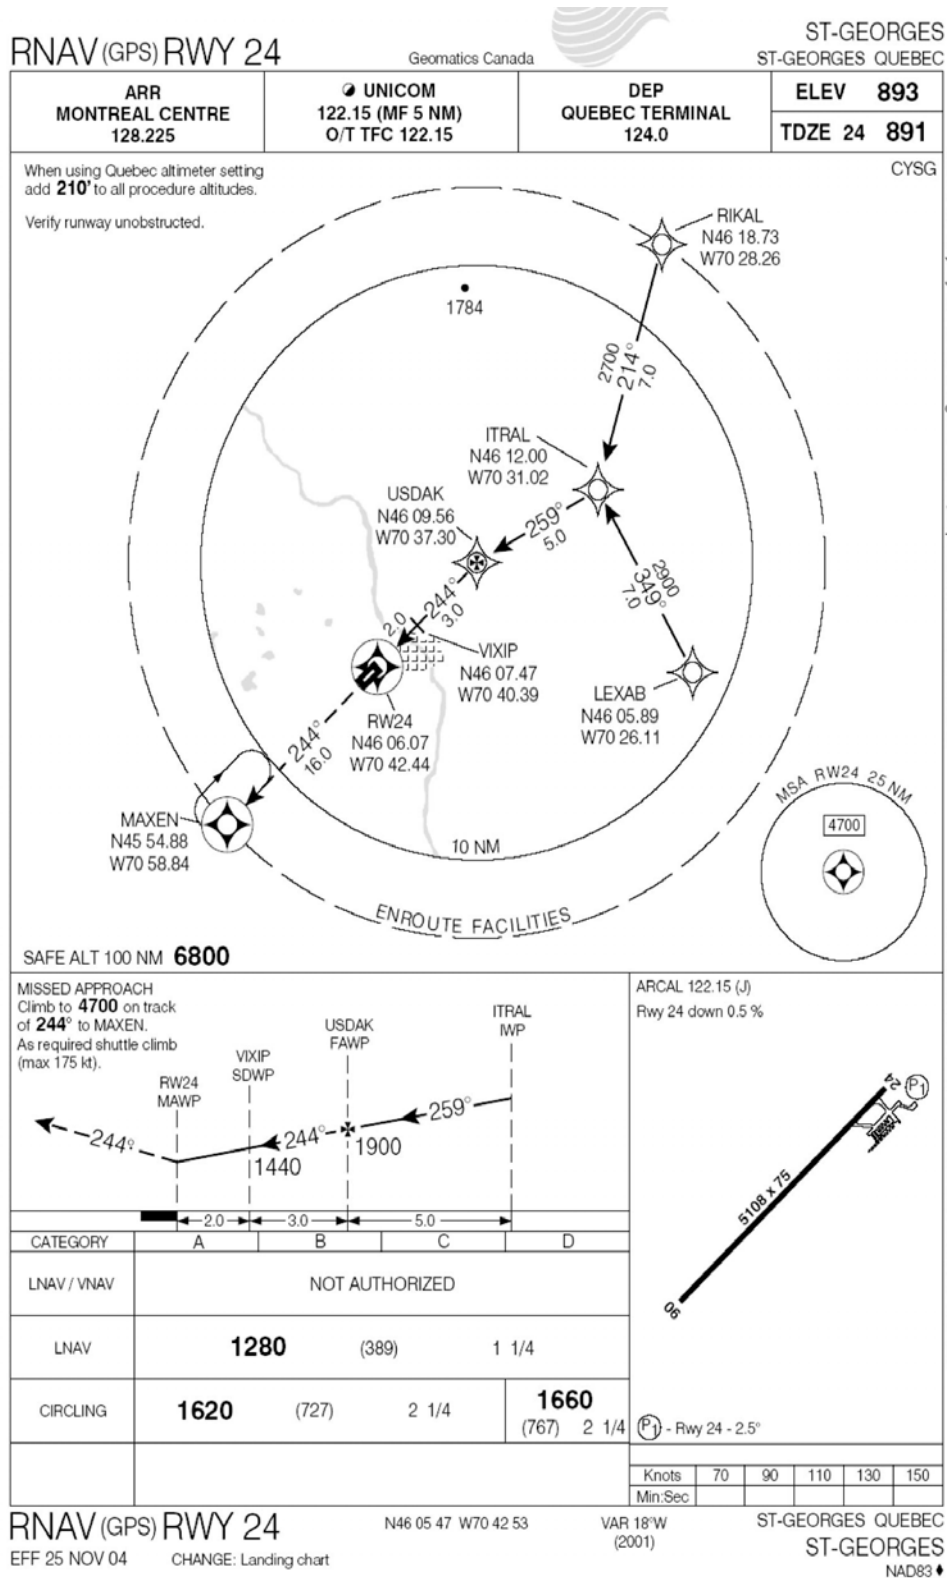 RNAV (GPS) RWY 24
Geomatics Canada
ST-GEORGES
ST-GEORGES QUEBEC
ARR
MONTREAL CENTRE
128.225
UNICOM
122.15 (MF 5 NM)
O/T TFC 122.15
DEP
QUEBEC TERMINAL
124.0
ELEV 893
TDZE 24 891
When using Quebec altimeter setting
add 210' to all procedure altitudes.
Verify runway unobstructed.
CYSG
RIKAL
N46 18.73
W70 28.26
1784
2700
214°
7.0
ITRAL
N46 12.00
W70 31.02
USDAK
N46 09.56
W70 37.30
259°
5.0
2900
349°
7.0
244°
3.0
2.0
VIXIP
N46 07.47
W70 40.39
LEXAB
N46 05.89
W70 26.11
RW24
N46 06.07
W70 42.44
244°
16.0
MAXEN
N45 54.88
W70 58.84
10 NM
ENROUTE FACILITIES
MSA RW24 25 NM
4700
SAFE ALT 100 NM 6800
MISSED APPROACH
Climb to 4700 on track
of 244° to MAXEN.
As required shuttle climb
(max 175 kt).
RW24
MAWP
VIXIP
SDWP
USDAK
FAWP
ITRAL
IWP
244°
244°
259°
1440
1900
2.0
3.0
5.0
ARCAL 122.15 (J)
Rwy 24 down 0.5 %
24
P1
5108 x 75
06
P1 - Rwy 24 - 2.5°
CATEGORY A B C D
LNAV / VNAV NOT AUTHORIZED
LNAV 1280 (389) 1 1/4
CIRCLING 1620 (727) 2 1/4 1660
(767) 2 1/4
Knots 70 90 110 130 150
Min:Sec
RNAV (GPS) RWY 24
EFF 25 NOV 04 CHANGE: Landing chart
N46 05 47 W70 42 53
VAR 18°W
(2001)
ST-GEORGES QUEBEC
ST-GEORGES
NAD83